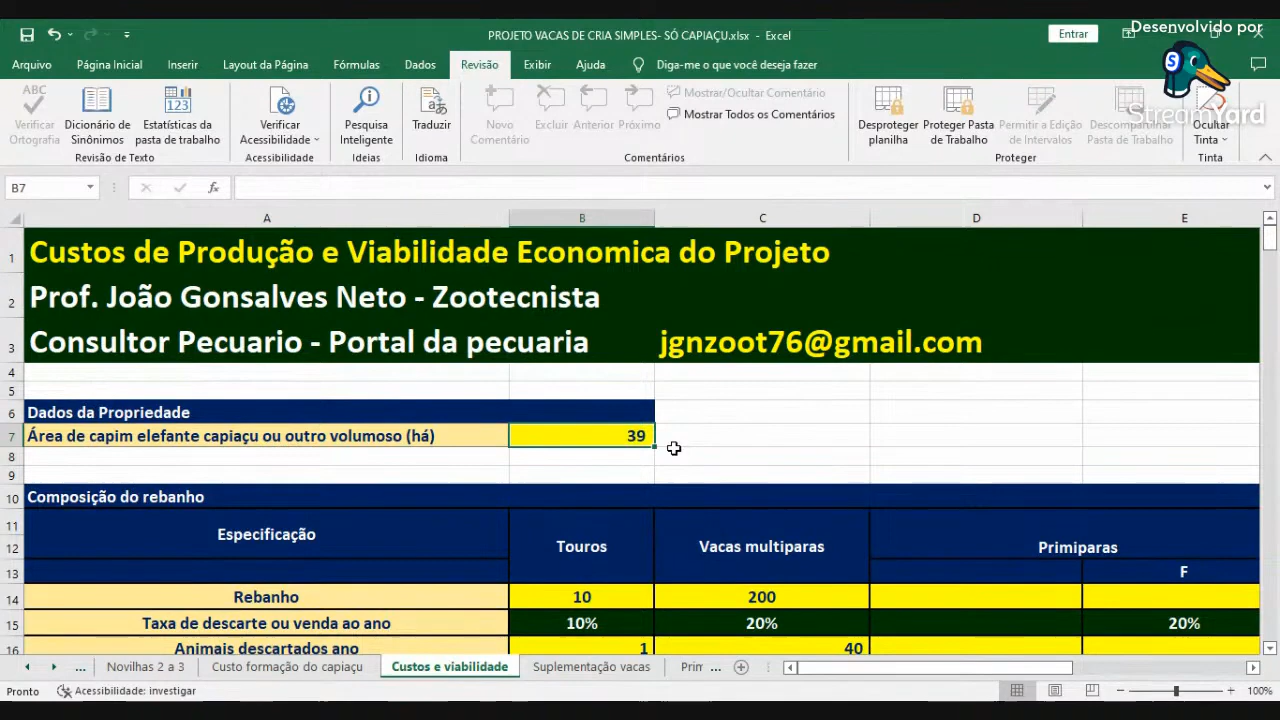 Desenvolvido por
StreamYard
PROJETO VACAS DE CRIA SIMPLES- SÓ CAPIAÇU.xlsx - Excel
Entrar
Arquivo Página Inicial Inserir Layout da Página Fórmulas Dados Revisão Exibir Ajuda Diga-me o que você deseja fazer
Verificar Ortografia
Dicionário de Sinônimos
Estatísticas da pasta de trabalho
Revisão de Texto
Verificar Acessibilidade
Acessibilidade
Pesquisa Inteligente
Ideias
Traduzir
Idioma
Novo Comentário
Excluir
Anterior
Próximo
Mostrar/Ocultar Comentário
Mostrar Todos os Comentários
Comentários
Desproteger planilha
Proteger Pasta de Trabalho
Permitir a Edição de Intervalos
Descompartilhar Pasta de Trabalho
Proteger
Ocultar Tinta
Tinta
B7 fx
A B C D E
1 Custos de Produção e Viabilidade Economica do Projeto
2 Prof. João Gonsalves Neto - Zootecnista
3 Consultor Pecuario - Portal da pecuaria jgnzoot76@gmail.com
4
5
6 Dados da Propriedade
7 Área de capim elefante capiaçu ou outro volumoso (há) 39
8
9
10 Composição do rebanho
11 Especificação
12 Touros Vacas multiparas Primiparas
13 F
14 Rebanho 10 200
15 Taxa de descarte ou venda ao ano 10% 20% 20%
16 Animais descartados ano 1 40
... Novilhas 2 a 3 Custo formação do capiaçu Custos e viabilidade Suplementação vacas Prin ...
Pronto Acessibilidade: investigar 100%